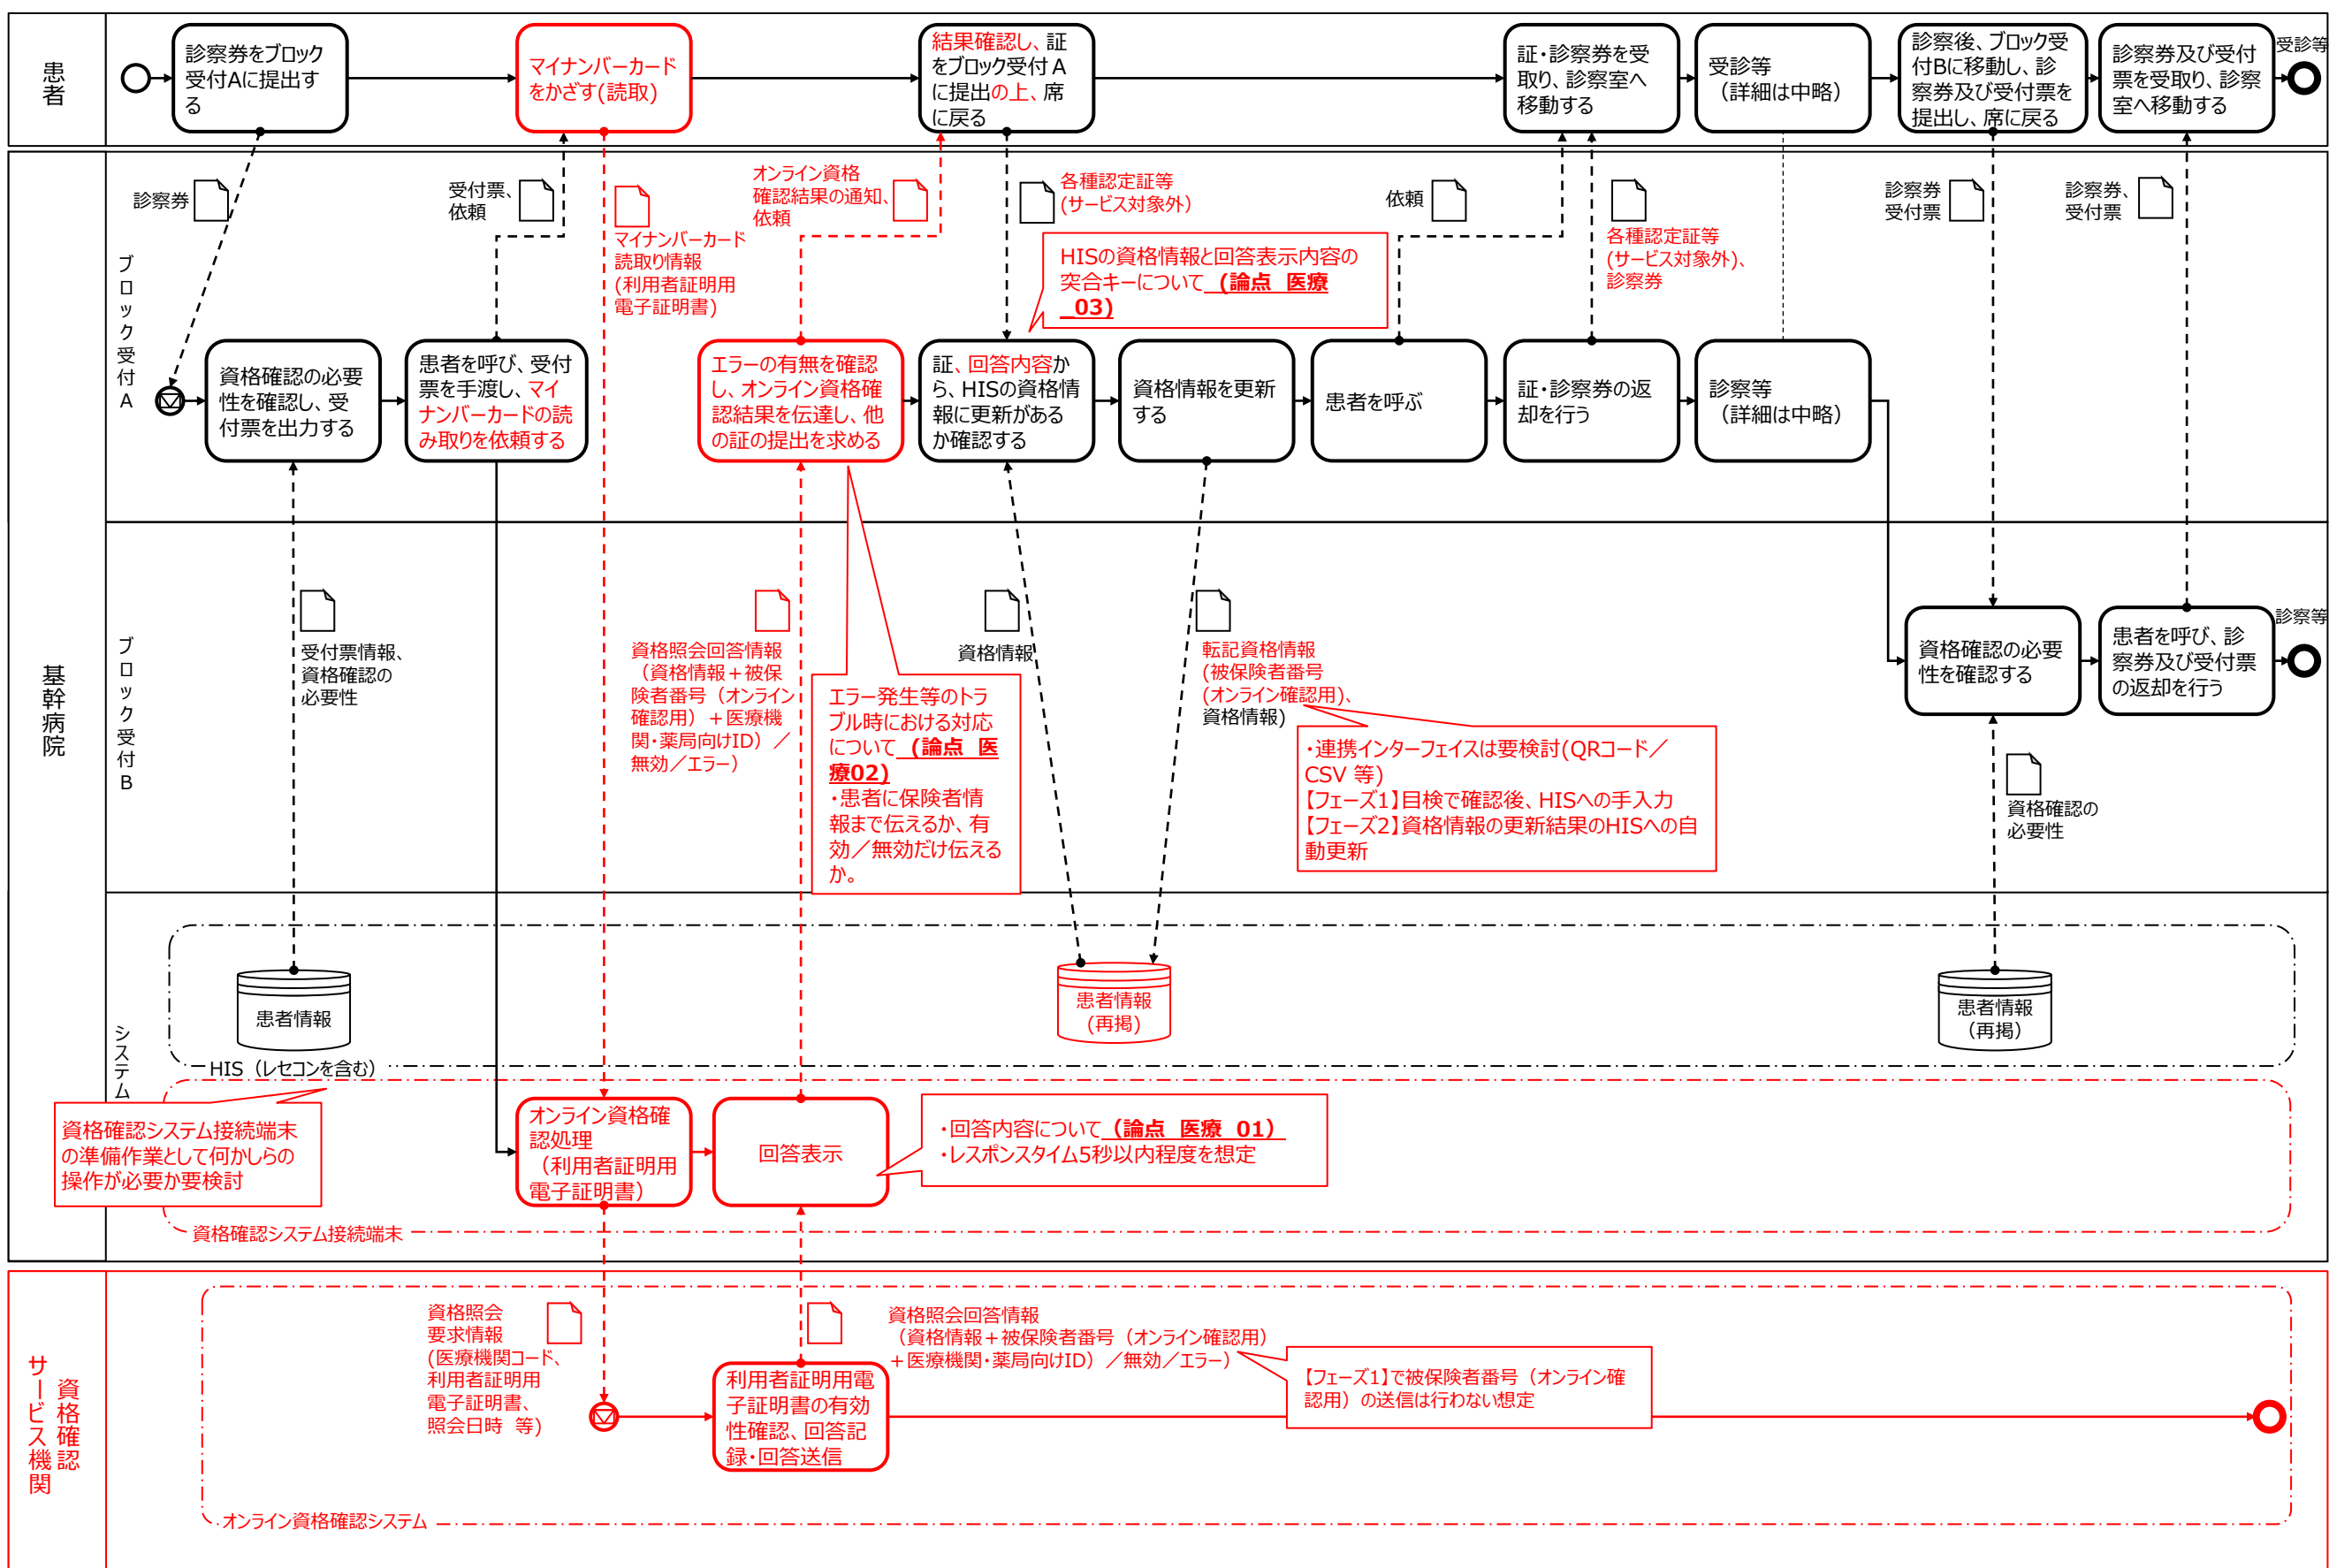 患者
診察券をブロック
受付Aに提出す
る
マイナンバーカード
をかざす(読取)
結果確認し、証
をブロック受付A
に提出の上、席
に戻る
証・診察券を受
取り、診察室へ
移動する
受診等
（詳細は中略）
診察後、ブロック受
付Bに移動し、診
察券及び受付票を
提出し、席に戻る
診察券及び受付
票を受取り、診察
室へ移動する
受診等
基幹病院
ブロック受付A
診察券
受付票、
依頼
マイナンバーカード
読取り情報
(利用者証明用
電子証明書)
オンライン資格
確認結果の通知、
依頼
各種認定証等
(サービス対象外)
HISの資格情報と回答表示内容の
突合キーについて (論点 医療
_03)
依頼
各種認定証等
(サービス対象外)、
診察券
診察券
受付票
診察券、
受付票
資格確認の必要
性を確認し、受
付票を出力する
患者を呼び、受付
票を手渡し、マイ
ナンバーカードの読
み取りを依頼する
エラーの有無を確認
し、オンライン資格確
認結果を伝達し、他
の証の提出を求める
証、回答内容か
ら、HISの資格情
報に更新がある
か確認する
資格情報を更新
する
患者を呼ぶ
証・診察券の返
却を行う
診察等
（詳細は中略）
ブロック受付B
受付票情報、
資格確認の
必要性
資格照会回答情報
（資格情報＋被保
険者番号（オンライン
確認用）＋医療機
関・薬局向けID）／
無効／エラー）
エラー発生等のトラ
ブル時における対応
について (論点 医
療02)
・患者に保険者情
報まで伝えるか、有
効／無効だけ伝える
か。
資格情報
転記資格情報
(被保険者番号
(オンライン確認用)、
資格情報)
・連携インターフェイスは要検討(QRコード／
CSV 等)
【フェーズ1】目検で確認後、HISへの手入力
【フェーズ2】資格情報の更新結果のHISへの自
動更新
資格確認の必要
性を確認する
患者を呼び、診
察券及び受付票
の返却を行う
診察等
資格確認の
必要性
システム
患者情報
患者情報
(再掲)
患者情報
(再掲)
HIS（レセコンを含む）
資格確認システム接続端末
の準備作業として何かしらの
操作が必要か要検討
オンライン資格確
認処理
（利用者証明用
電子証明書）
回答表示
・回答内容について (論点 医療 01)
・レスポンスタイム5秒以内程度を想定
資格確認システム接続端末
資格確認
サービス機関
資格照会
要求情報
(医療機関コード、
利用者証明用
電子証明書、
照会日時 等)
資格照会回答情報
（資格情報＋被保険者番号（オンライン確認用）
＋医療機関・薬局向けID）／無効／エラー）
【フェーズ1】で被保険者番号（オンライン確
認用）の送信は行わない想定
利用者証明用電
子証明書の有効
性確認、回答記
録・回答送信
オンライン資格確認システム